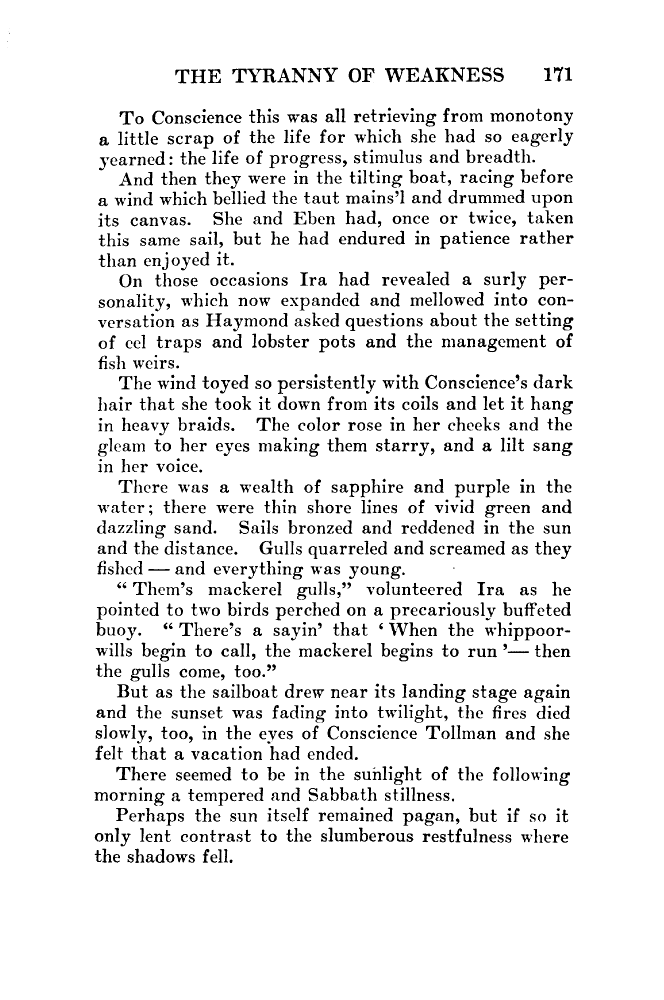 THE TYRANNY OF WEAKNESS 171
To Conscience this was all retrieving from monotony
a little scrap of the life for which she had so eagerly
yearned: the life of progress, stimulus and breadth.
And then they were in the tilting boat, racing before
a wind which bellied the taut mains'l and drummed upon
its canvas. She and Eben had, once or twice, taken
this same sail, but he had endured in patience rather
than enjoyed it.
On those occasions Ira had revealed a surly per-
sonality, which now expanded and mellowed into con-
versation as Haymond asked questions about the setting
of eel traps and lobster pots and the management of
fish weirs.
The wind toyed so persistently with Conscience's dark
hair that she took it down from its coils and let it hang
in heavy braids. The color rose in her cheeks and the
gleam to her eyes making them starry, and a lilt sang
in her voice.
There was a wealth of sapphire and purple in the
water; there were thin shore lines of vivid green and
dazzling sand. Sails bronzed and reddened in the sun
and the distance. Gulls quarreled and screamed as they
fished — and everything was young.
“ Them's mackerel gulls,” volunteered Ira as he
pointed to two birds perched on a precariously buffeted
buoy. “ There's a sayin' that ‘ When the whippoor-
wills begin to call, the mackerel begins to run ’— then
the gulls come, too.”
But as the sailboat drew near its landing stage again
and the sunset was fading into twilight, the fires died
slowly, too, in the eyes of Conscience Tollman and she
felt that a vacation had ended.
There seemed to be in the sunlight of the following
morning a tempered and Sabbath stillness.
Perhaps the sun itself remained pagan, but if so it
only lent contrast to the slumberous restfulness where
the shadows fell.